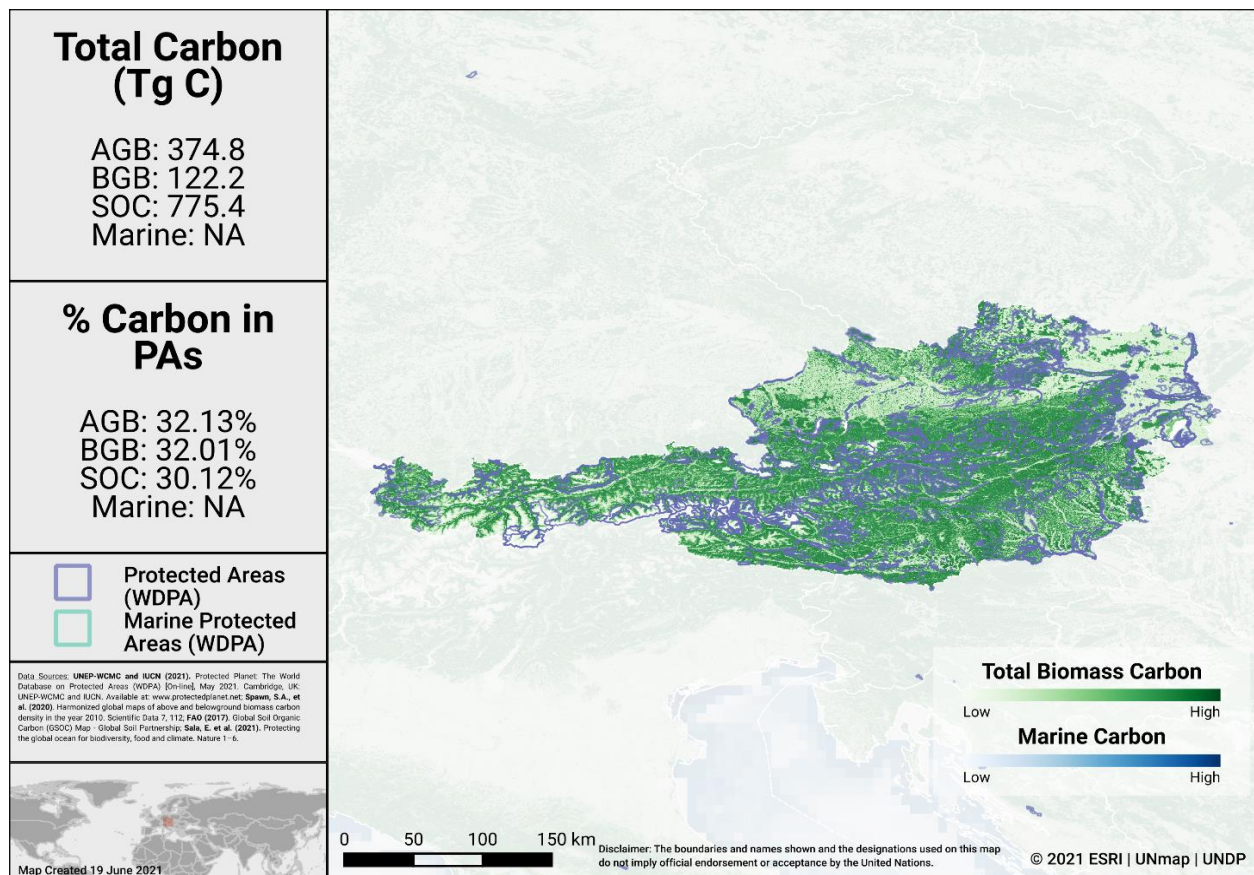 Total Carbon
(Tg C)
AGB: 374.8
BGB: 122.2
SOC: 775.4
Marine: NA
% Carbon in
PAs
AGB: 32.13%
BGB: 32.01%
SOC: 30.12%
Marine: NA
Protected Areas
(WDPA)
Marine Protected
Areas (WDPA)
Data Sources: UNEP-WCMC and IUCN (2021). Protected Planet: The World
Database on Protected Areas (WDPA) [On-line], May 2021. Cambridge, UK:
UNEP-WCMC and IUCN. Available at: www.protectedplanet.net; Spawn, S.A., et
al. (2020). Harmonized global maps of above and belowground biomass carbon
density in the year 2010. Scientific Data 7, 112; FAO (2017). Global Soil Organic
Carbon (GSOC) Map - Global Soil Partnership; Sala, E. et al. (2021). Protecting
the global ocean for biodiversity, food and climate. Nature 1–6.
Map Created 19 June 2021
Total Biomass Carbon
Low High
Marine Carbon
Low High
0 50 100 150 km
Disclaimer: The boundaries and names shown and the designations used on this map
do not imply official endorsement or acceptance by the United Nations.
© 2021 ESRI | UNmap | UNDP